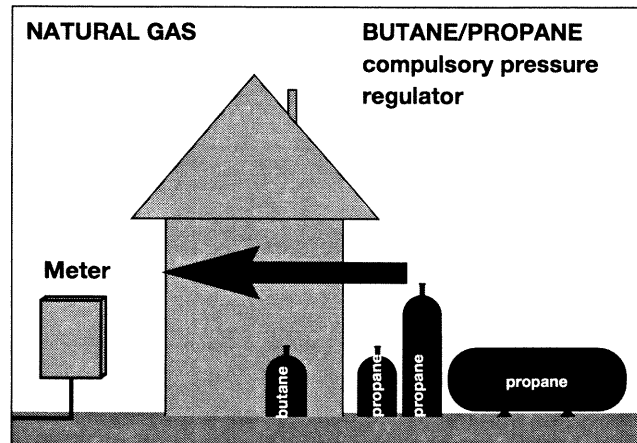 NATURAL GAS
BUTANE/PROPANE
compulsory pressure
regulator
Meter
butane
propane
propane
propane